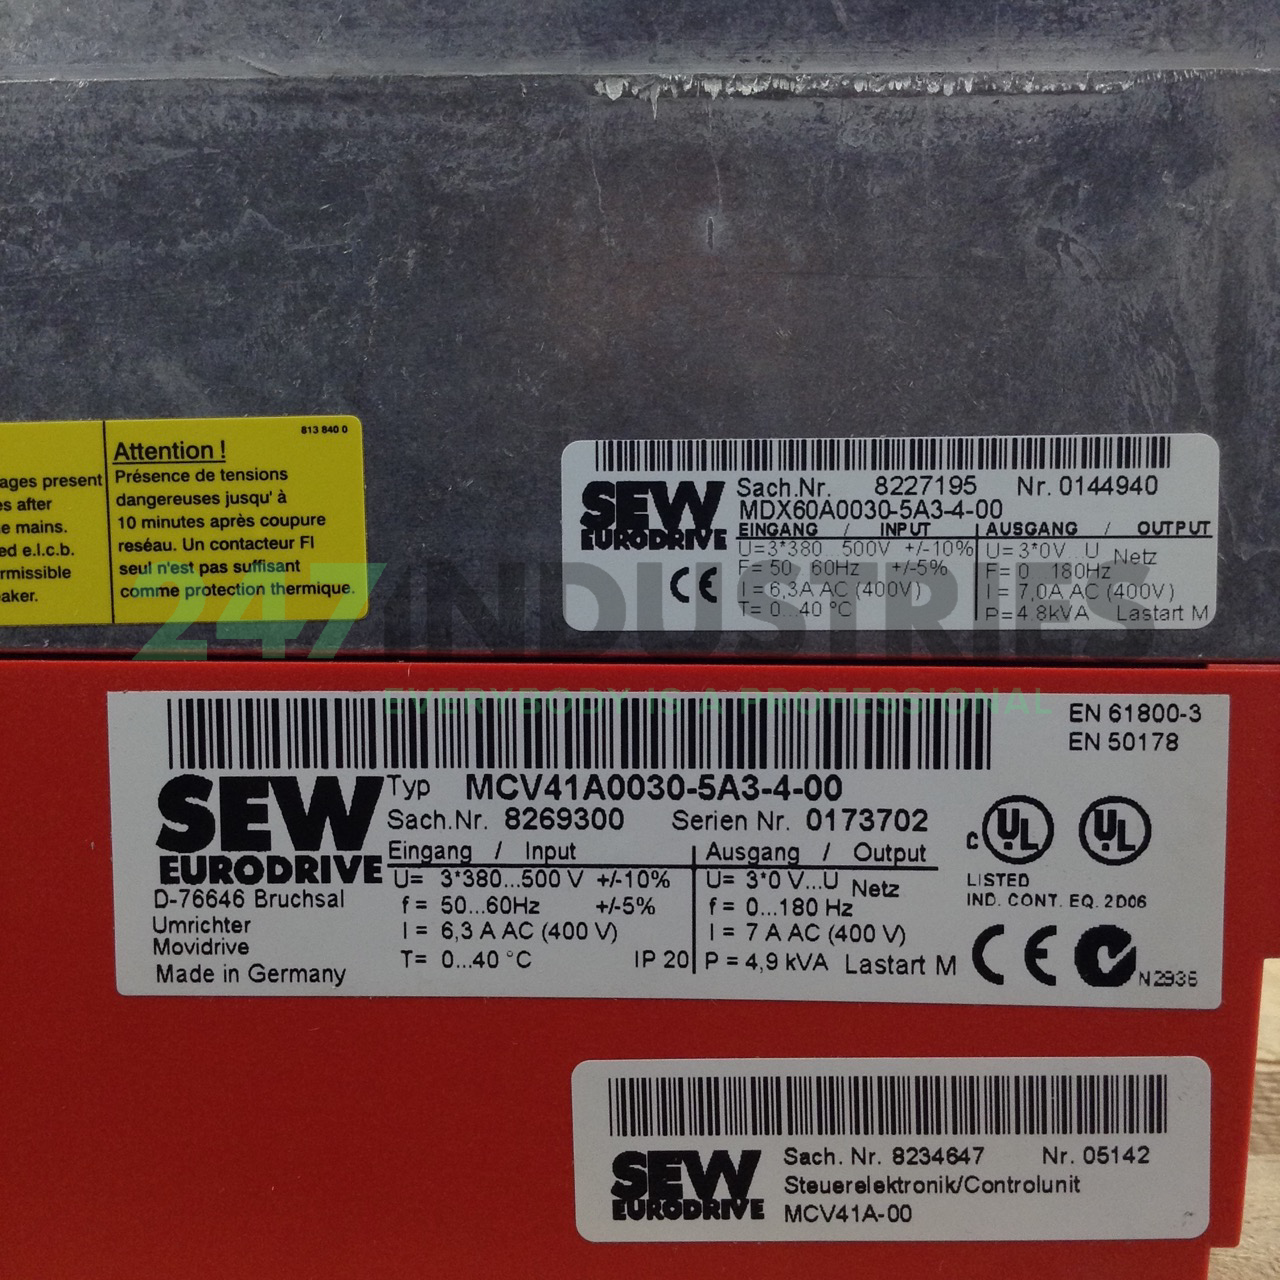 813 840 0
Attention !
ages present
Présence de tensions
es after
dangereuses jusqu' à
e mains.
10 minutes après coupure
ed e.l.c.b.
réseau. Un contacteur FI
rmissible
seul n'est pas suffisant
aker.
comme protection thermique.
SEW
EURODRIVE
Sach.Nr. 8227195 Nr. 0144940
MDX60A0030-5A3-4-00
EINGANG / INPUT AUSGANG / OUTPUT
U=3*380...500V +/-10% U=3*0V...U Netz
F= 50...60Hz +/-5% F= 0...180Hz
I = 6,3A AC (400V) I = 7,0A AC (400V)
T= 0...40 °C P=4.8kVA Lastart M
CE
247INDUSTRIES
EVERYBODY IS A PROFESSIONAL
EN 61800-3
EN 50178
SEW
EURODRIVE
D-76646 Bruchsal
Umrichter
Movidrive
Made in Germany
Typ MCV41A0030-5A3-4-00
Sach.Nr. 8269300 Serien Nr. 0173702
Eingang / Input Ausgang / Output
U= 3*380...500 V +/-10% U= 3*0 V...U Netz
f = 50...60Hz +/-5% f = 0...180 Hz
I = 6,3 A AC (400 V) I = 7 A AC (400 V)
T= 0...40 °C IP 20 P = 4,9 kVA Lastart M
c UL UL
LISTED
IND. CONT. EQ. 2D06
CE
N2936
SEW
EURODRIVE
Sach. Nr. 8234647 Nr. 05142
Steuerelektronik/Controlunit
MCV41A-00